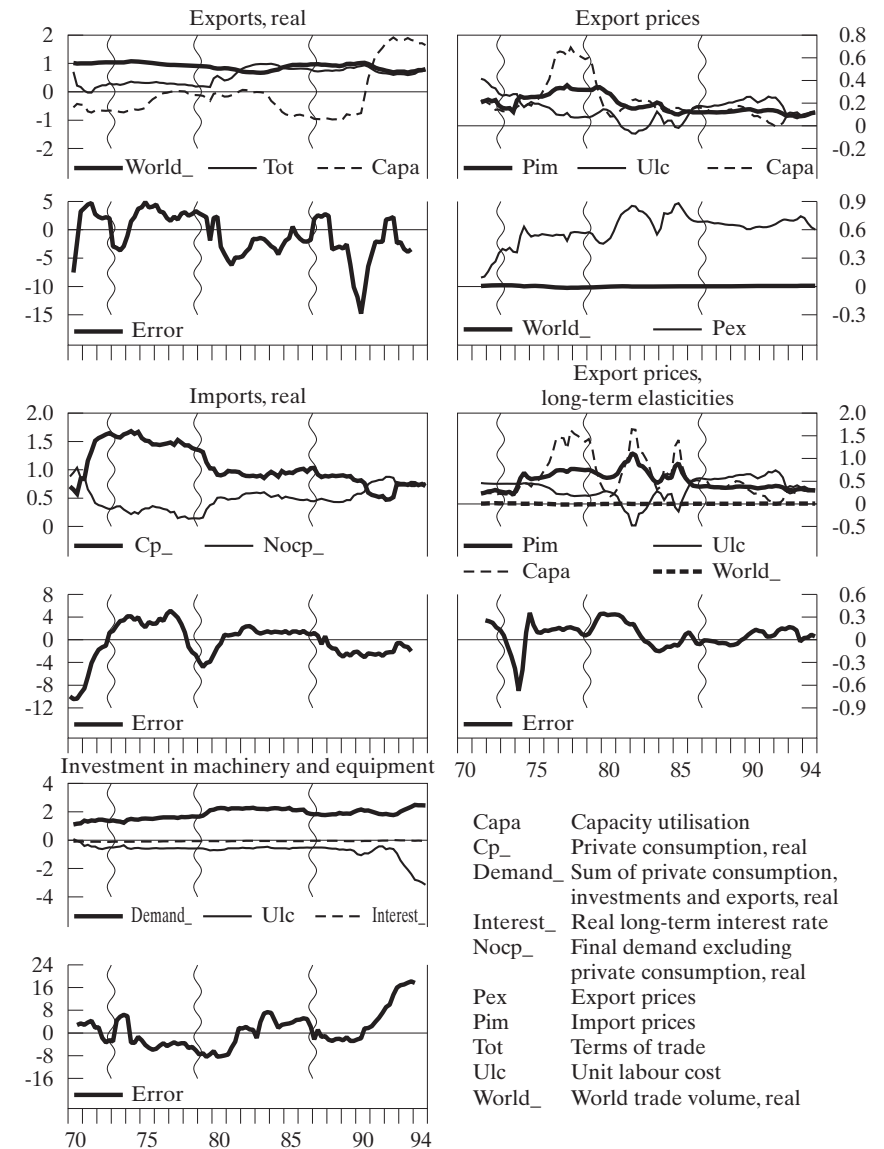 Exports, real
2
1
0
-1
-2
World_ Tot Capa
5
0
-5
-10
-15
Error
Export prices
0.8
0.6
0.4
0.2
0
-0.2
Pim Ulc Capa
0.9
0.6
0.3
0
-0.3
World_ Pex
Imports, real
2.0
1.5
1.0
0.5
0
Cp_ Nocp_
8
4
0
-4
-8
-12
Error
Export prices,
long-term elasticities
2.0
1.5
1.0
0.5
0
-0.5
Pim Ulc
Capa World_
0.6
0.3
0
-0.3
-0.6
-0.9
Error
70 75 80 85 90 94
Investment in machinery and equipment
4
2
0
-2
-4
Demand_ Ulc Interest_
24
16
8
0
-8
-16
Error
70 75 80 85 90 94
Capa Capacity utilisation
Cp_ Private consumption, real
Demand_ Sum of private consumption,
investments and exports, real
Interest_ Real long-term interest rate
Nocp_ Final demand excluding
private consumption, real
Pex Export prices
Pim Import prices
Tot Terms of trade
Ulc Unit labour cost
World_ World trade volume, real